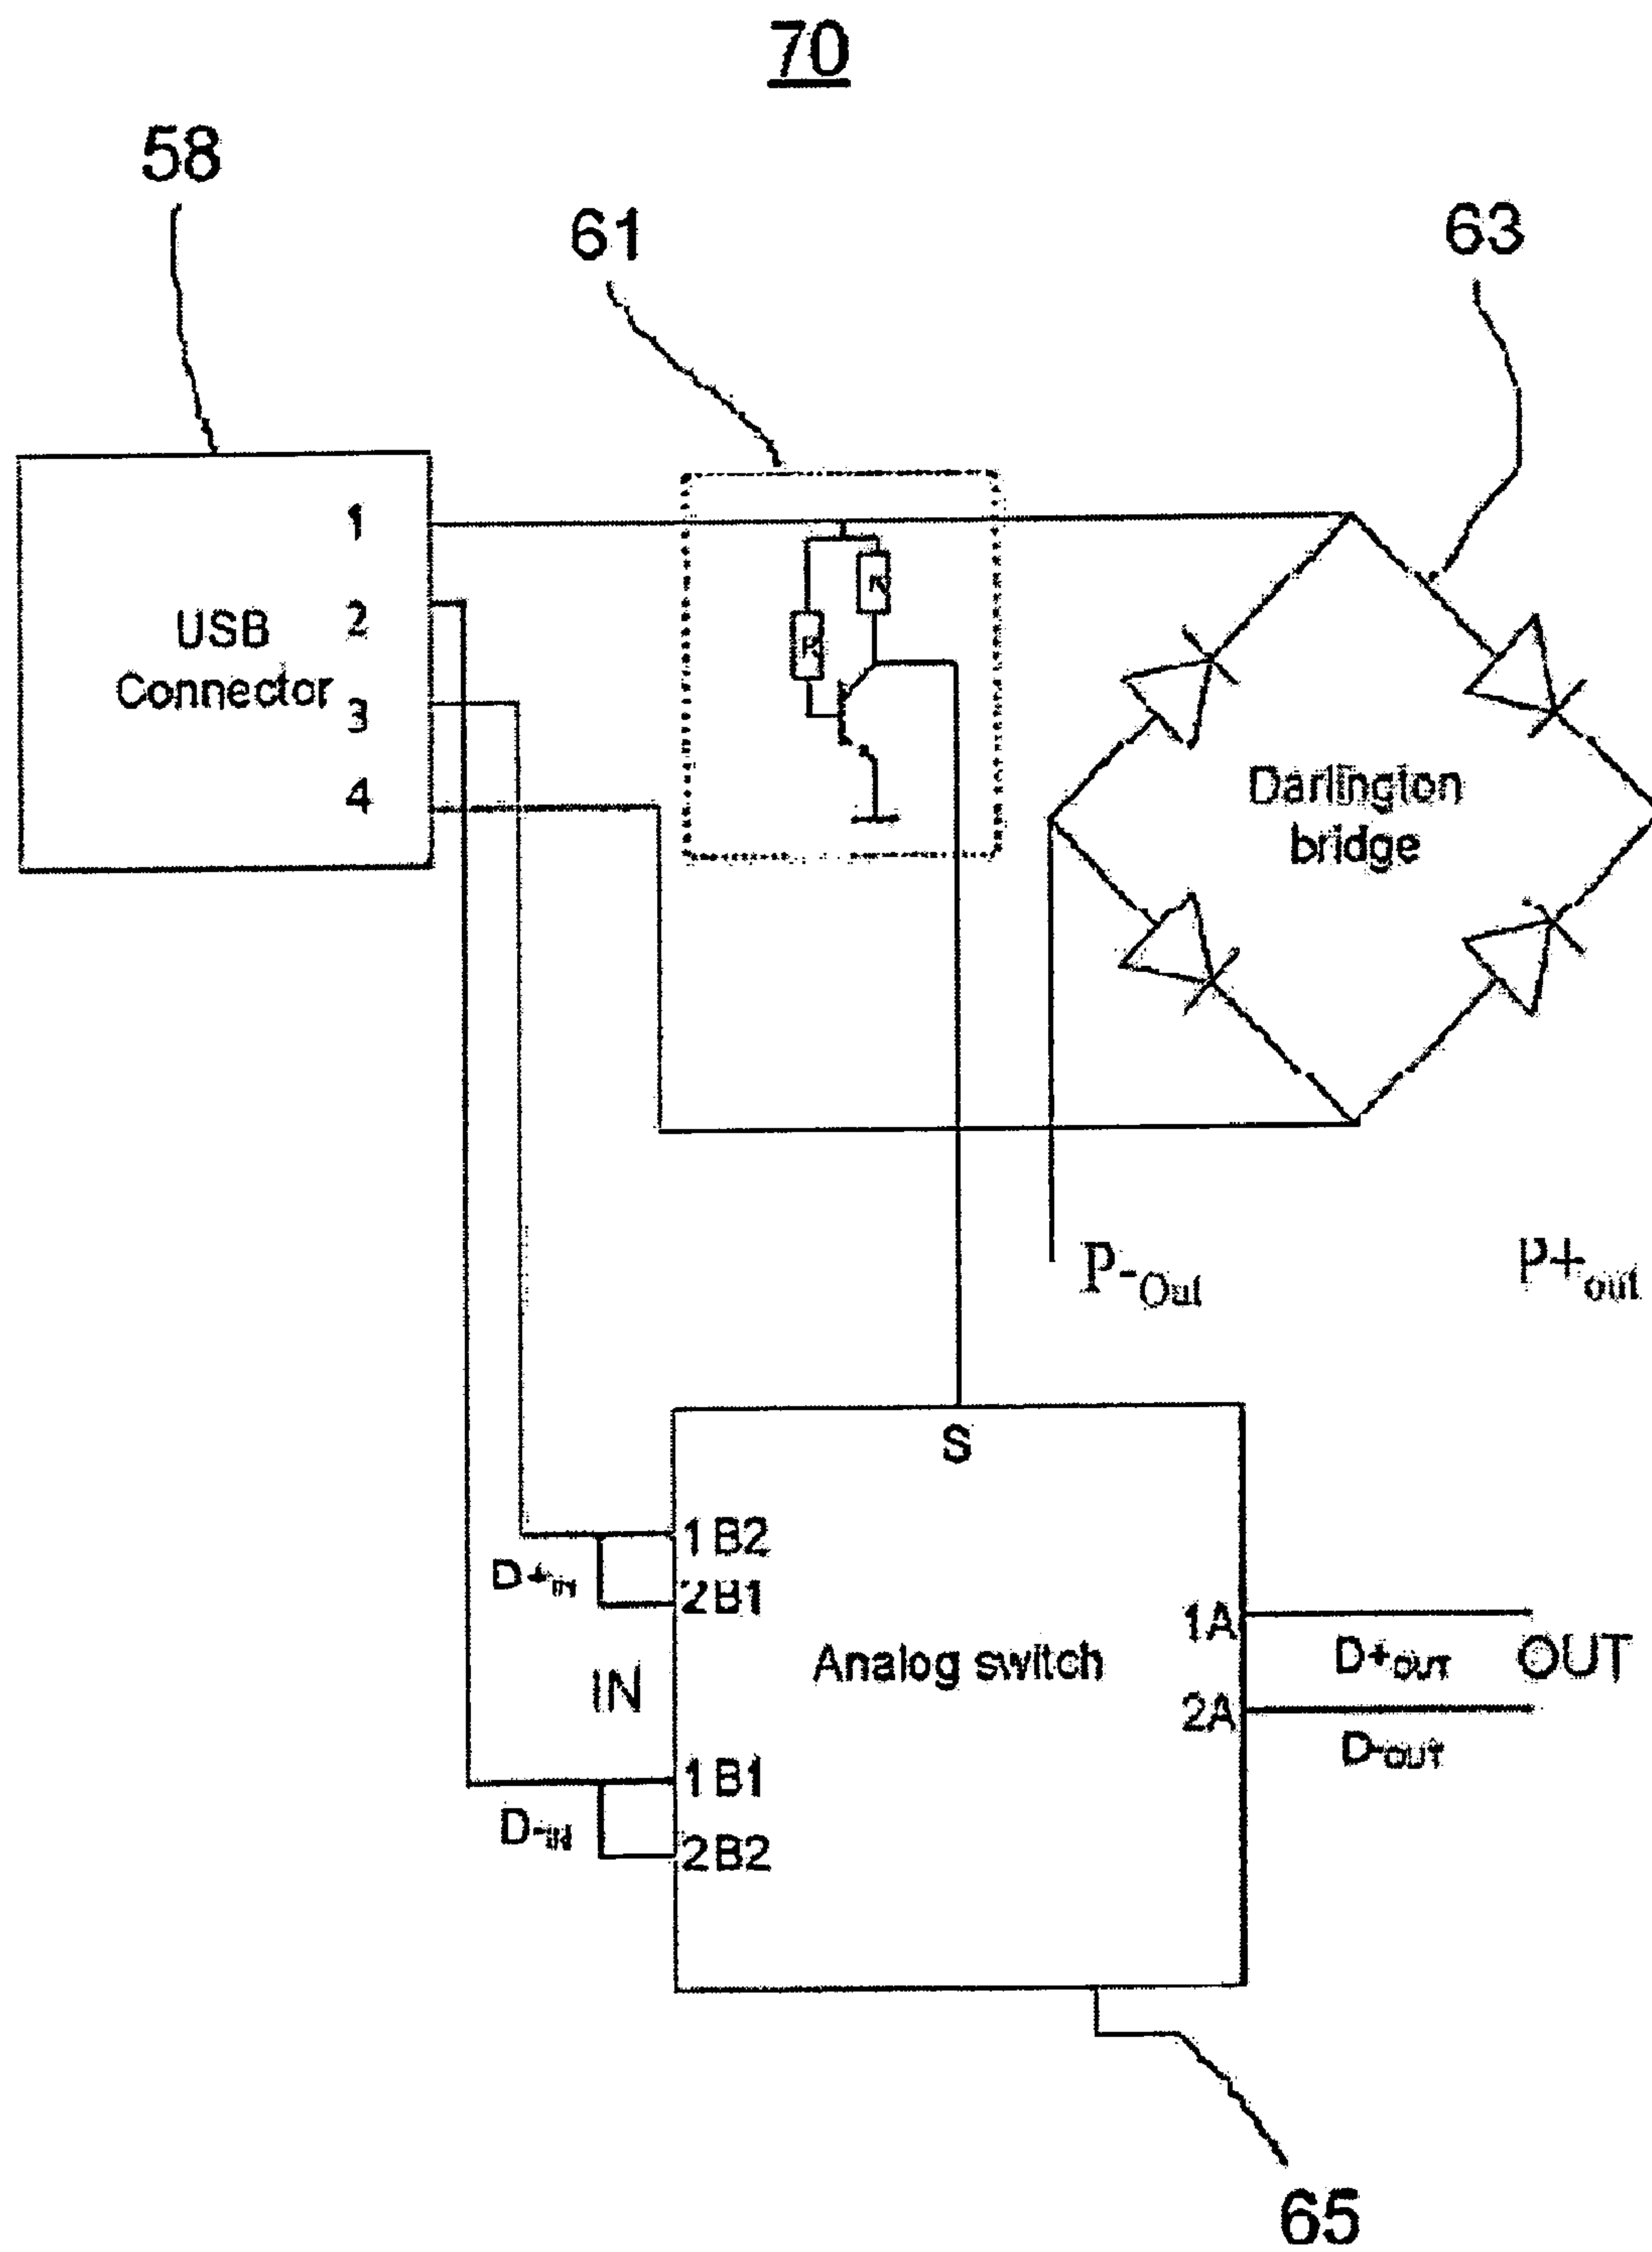 70
58
61
63
1
2
3
4
USB
Connector
R
R
Darlington
bridge
P-Out
P+out
S
1B2
2B1
D+IN
IN
1A
2A
Analog switch
D+OUT
OUT
D-OUT
1B1
2B2
D-IN
65